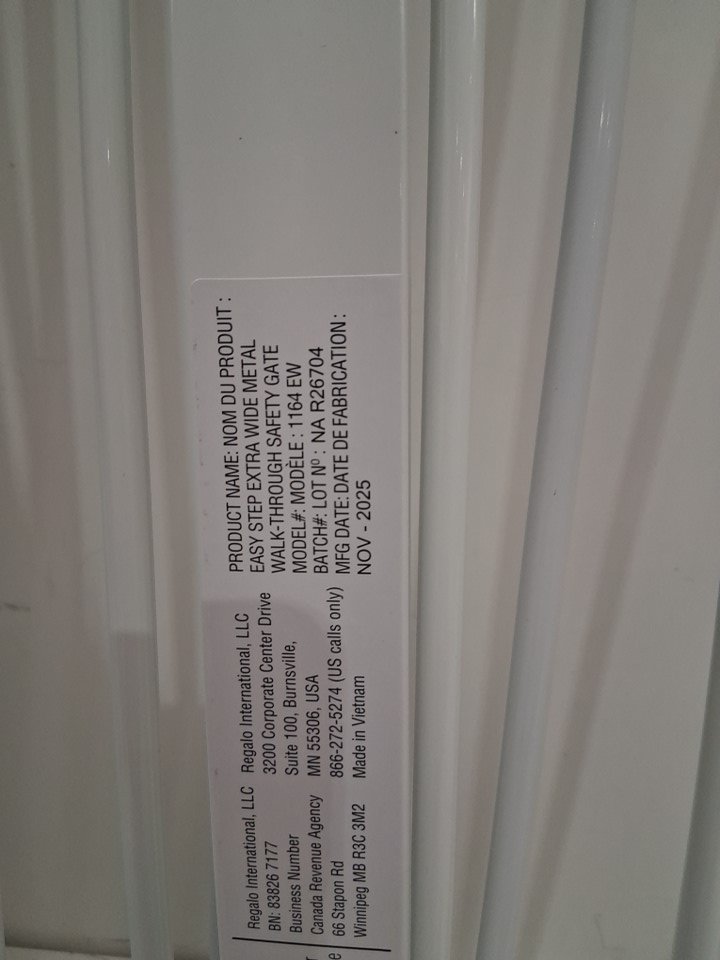 Regalo International, LLC
BN: 83826 7177
Business Number
Canada Revenue Agency
66 Stapon Rd
Winnipeg MB R3C 3M2
Regalo International, LLC
3200 Corporate Center Drive
Suite 100, Burnsville,
MN 55306, USA
866-272-5274 (US calls only)
Made in Vietnam
PRODUCT NAME: NOM DU PRODUIT :
EASY STEP EXTRA WIDE METAL
WALK-THROUGH SAFETY GATE
MODEL#: MODÈLE : 1164 EW
BATCH#: LOT Nº : NA R26704
MFG DATE: DATE DE FABRICATION :
NOV - 2025